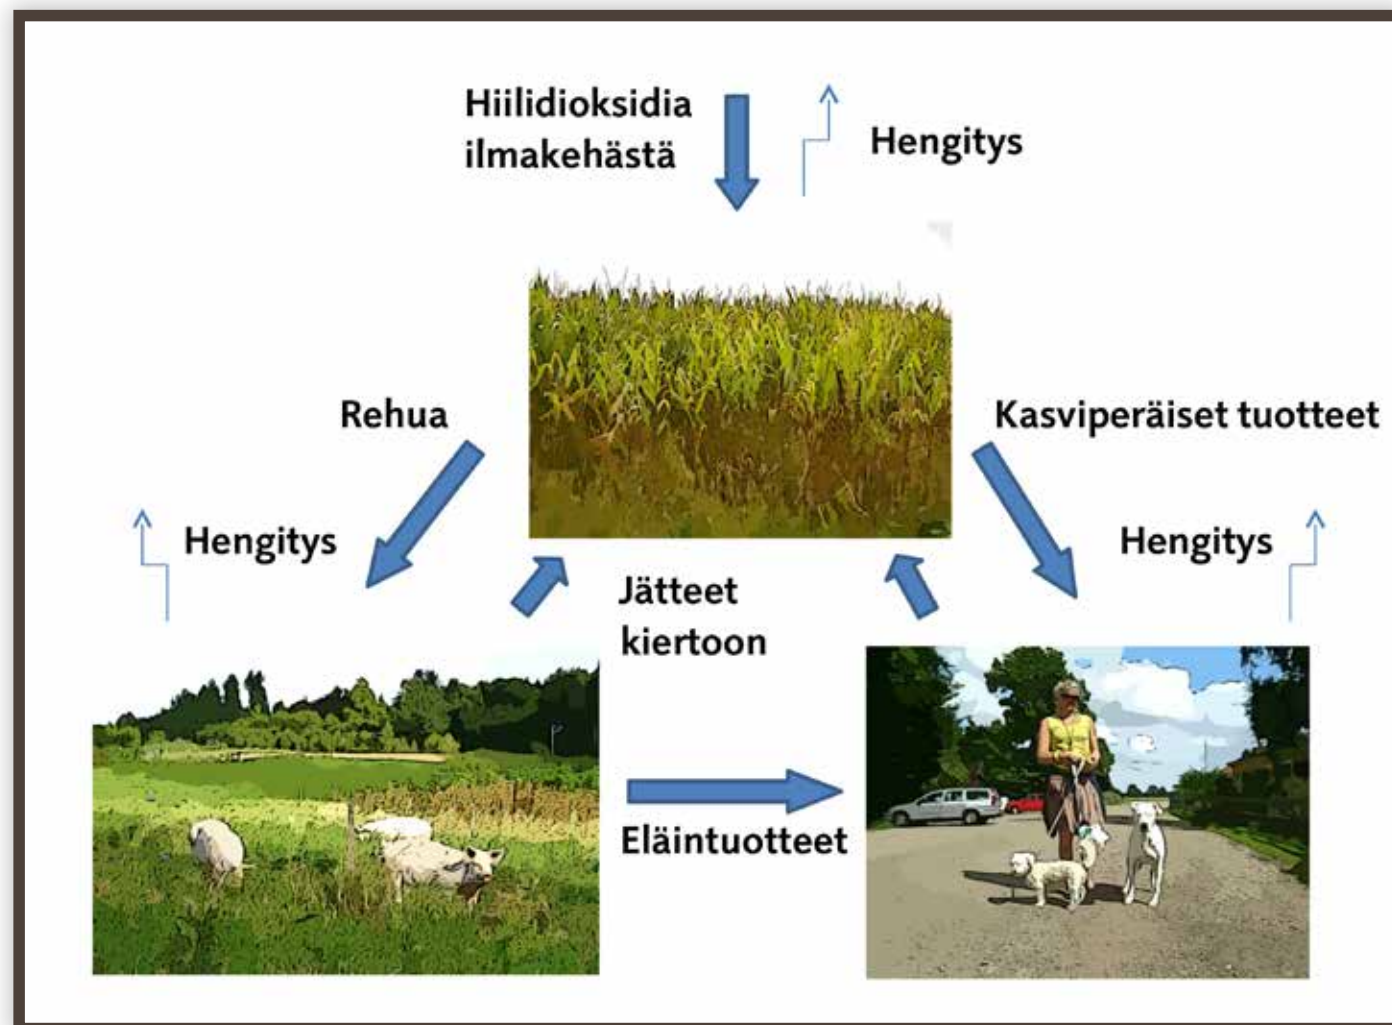 Hiilidioksidia
ilmakehästä
Hengitys
Rehua
Kasviperäiset tuotteet
Hengitys
Hengitys
Jätteet
kiertoon
Eläintuotteet